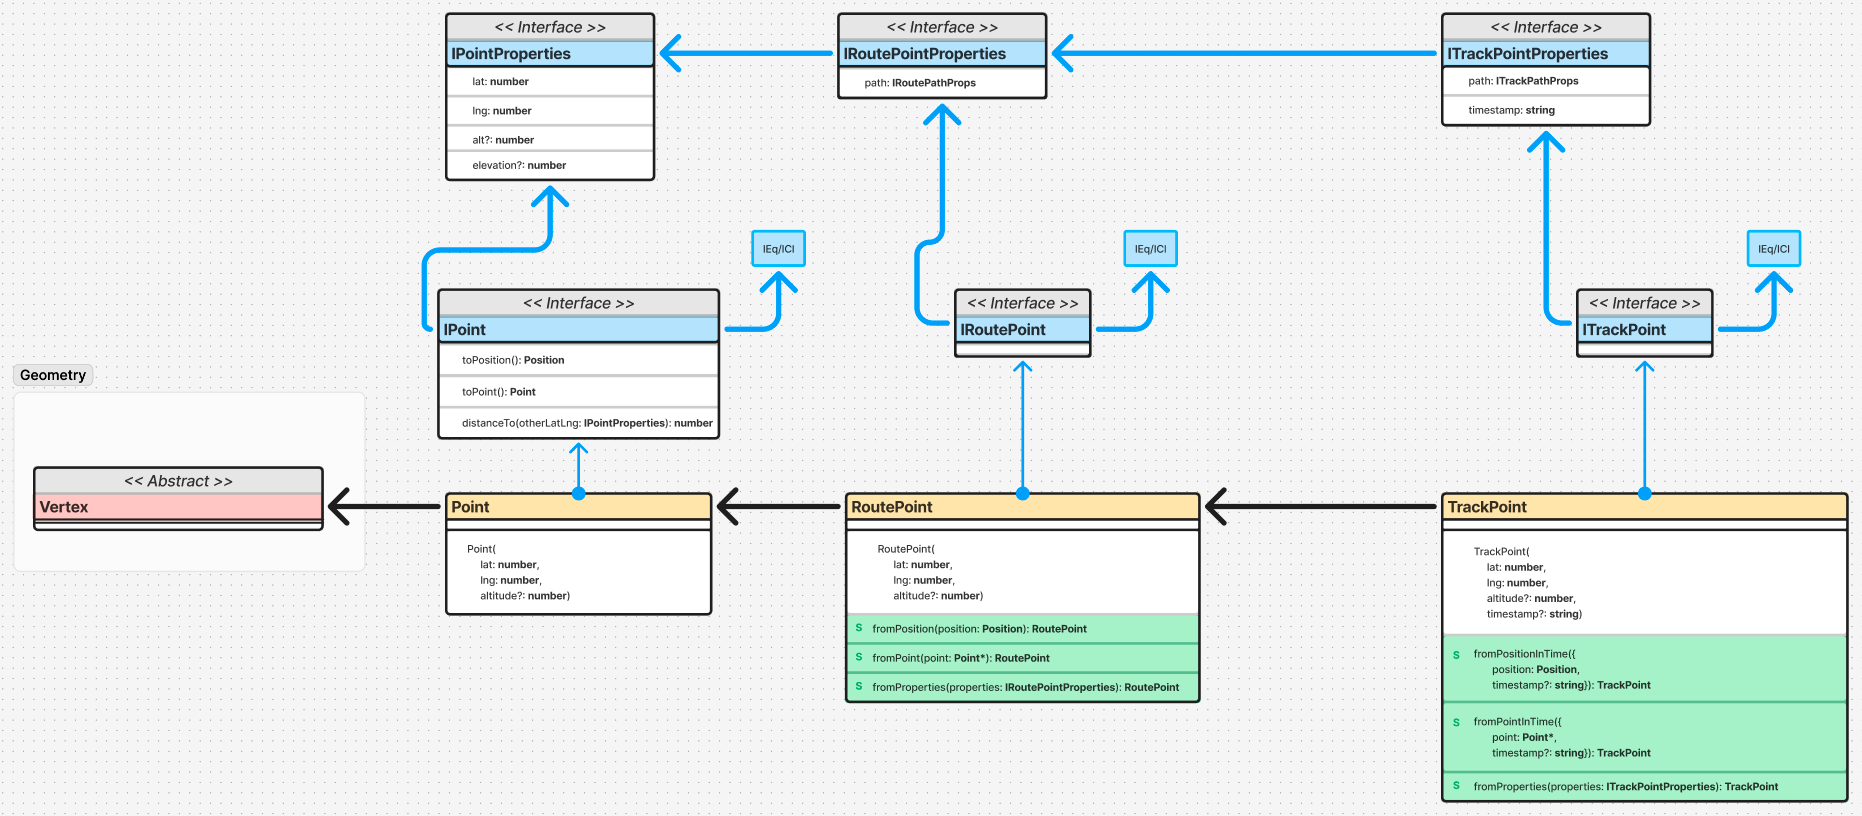 << Interface >>
IPointProperties
lat: number
lng: number
alt?: number
elevation?: number
<< Interface >>
IRoutePointProperties
path: IRoutePathProps
<< Interface >>
ITrackPointProperties
path: ITrackPathProps
timestamp: string
IEq/ICl
IEq/ICl
IEq/ICl
<< Interface >>
IPoint
toPosition(): Position
toPoint(): Point
distanceTo(otherLatLng: IPointProperties): number
<< Interface >>
IRoutePoint
<< Interface >>
ITrackPoint
Geometry
<< Abstract >>
Vertex
Point
Point(
lat: number,
lng: number,
altitude?: number)
RoutePoint
RoutePoint(
lat: number,
lng: number,
altitude?: number)
S fromPosition(position: Position): RoutePoint
S fromPoint(point: Point*): RoutePoint
S fromProperties(properties: IRoutePointProperties): RoutePoint
TrackPoint
TrackPoint(
lat: number,
lng: number,
altitude?: number,
timestamp?: string)
S fromPositionInTime({
position: Position,
timestamp?: string}): TrackPoint
S fromPointInTime({
point: Point*,
timestamp?: string}): TrackPoint
S fromProperties(properties: ITrackPointProperties): TrackPoint